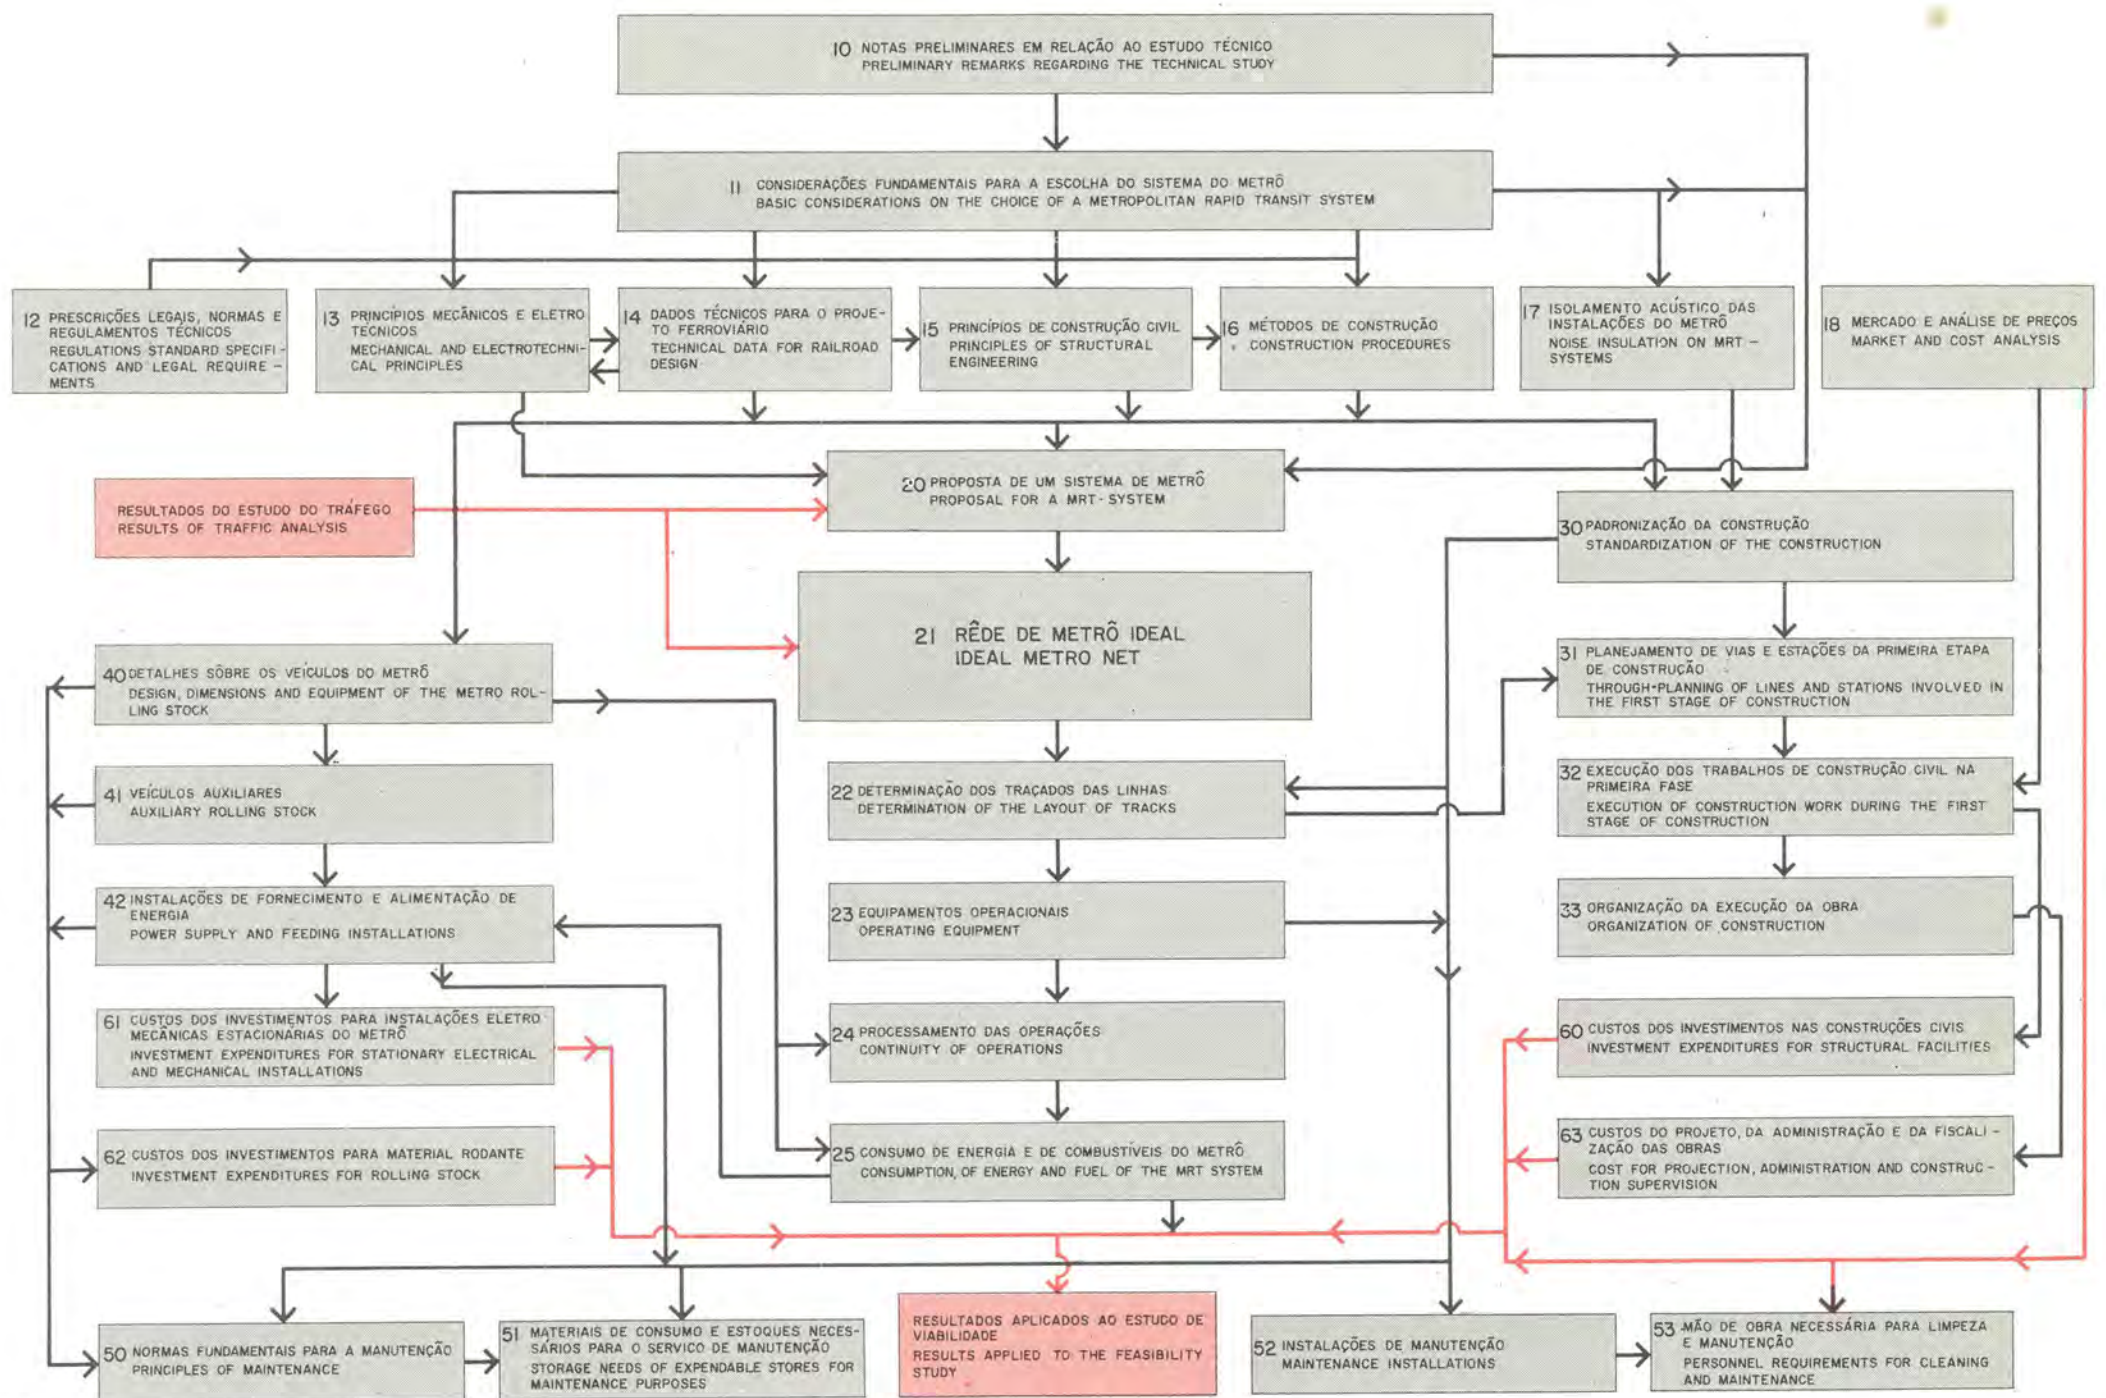 10 NOTAS PRELIMINARES EM RELAÇÃO AO ESTUDO TÉCNICO
PRELIMINARY REMARKS REGARDING THE TECHNICAL STUDY
11 CONSIDERAÇÕES FUNDAMENTAIS PARA A ESCOLHA DO SISTEMA DO METRÔ
BASIC CONSIDERATIONS ON THE CHOICE OF A METROPOLITAN RAPID TRANSIT SYSTEM
12 PRESCRIÇÕES LEGAIS, NORMAS E
REGULAMENTOS TÉCNICOS
REGULATIONS STANDARD SPECIFI-
CATIONS AND LEGAL REQUIRE-
MENTS
13 PRINCÍPIOS MECÂNICOS E ELETRO
TÉCNICOS
MECHANICAL AND ELECTROTECHNI-
CAL PRINCIPLES
14 DADOS TÉCNICOS PARA O PROJE-
TO FERROVIÁRIO
TECHNICAL DATA FOR RAILROAD
DESIGN
15 PRINCÍPIOS DE CONSTRUÇÃO CIVIL
PRINCIPLES OF STRUCTURAL
ENGINEERING
16 MÉTODOS DE CONSTRUÇÃO
CONSTRUCTION PROCEDURES
17 ISOLAMENTO ACÚSTICO DAS
INSTALAÇÕES DO METRÔ
NOISE INSULATION ON MRT-
SYSTEMS
18 MERCADO E ANÁLISE DE PREÇOS
MARKET AND COST ANALYSIS
20 PROPOSTA DE UM SISTEMA DE METRÔ
PROPOSAL FOR A MRT-SYSTEM
RESULTADOS DO ESTUDO DO TRÁFEGO
RESULTS OF TRAFFIC ANALYSIS
30 PADRONIZAÇÃO DA CONSTRUÇÃO
STANDARDIZATION OF THE CONSTRUCTION
21 RÊDE DE METRÔ IDEAL
IDEAL METRO NET
40 DETALHES SÔBRE OS VEÍCULOS DO METRÔ
DESIGN, DIMENSIONS AND EQUIPMENT OF THE METRO ROL-
LING STOCK
31 PLANEJAMENTO DE VIAS E ESTAÇÕES DA PRIMEIRA ETAPA
DE CONSTRUÇÃO
THROUGH-PLANNING OF LINES AND STATIONS INVOLVED IN
THE FIRST STAGE OF CONSTRUCTION
41 VEÍCULOS AUXILIARES
AUXILIARY ROLLING STOCK
22 DETERMINAÇÃO DOS TRAÇADOS DAS LINHAS
DETERMINATION OF THE LAYOUT OF TRACKS
32 EXECUÇÃO DOS TRABALHOS DE CONSTRUÇÃO CIVIL NA
PRIMEIRA FASE
EXECUTION OF CONSTRUCTION WORK DURING THE FIRST
STAGE OF CONSTRUCTION
42 INSTALAÇÕES DE FORNECIMENTO E ALIMENTAÇÃO DE
ENERGIA
POWER SUPPLY AND FEEDING INSTALLATIONS
23 EQUIPAMENTOS OPERACIONAIS
OPERATING EQUIPMENT
33 ORGANIZAÇÃO DA EXECUÇÃO DA OBRA
ORGANIZATION OF CONSTRUCTION
61 CUSTOS DOS INVESTIMENTOS PARA INSTALAÇÕES ELETRO
MECÂNICAS ESTACIONÁRIAS DO METRÔ
INVESTMENT EXPENDITURES FOR STATIONARY ELECTRICAL
AND MECHANICAL INSTALLATIONS
24 PROCESSAMENTO DAS OPERAÇÕES
CONTINUITY OF OPERATIONS
60 CUSTOS DOS INVESTIMENTOS NAS CONSTRUÇÕES CIVIS
INVESTMENT EXPENDITURES FOR STRUCTURAL FACILITIES
62 CUSTOS DOS INVESTIMENTOS PARA MATERIAL RODANTE
INVESTMENT EXPENDITURES FOR ROLLING STOCK
25 CONSUMO DE ENERGIA E DE COMBUSTÍVEIS DO METRÔ
CONSUMPTION, OF ENERGY AND FUEL OF THE MRT SYSTEM
63 CUSTOS DO PROJETO, DA ADMINISTRAÇÃO E DA FISCALI-
ZAÇÃO DAS OBRAS
COST FOR PROJECTION, ADMINISTRATION AND CONSTRUC-
TION SUPERVISION
50 NORMAS FUNDAMENTAIS PARA A MANUTENÇÃO
PRINCIPLES OF MAINTENANCE
51 MATERIAIS DE CONSUMO E ESTOQUES NECES-
SÁRIOS PARA O SERVICO DE MANUTENÇÃO
STORAGE NEEDS OF EXPENDABLE STORES FOR
MAINTENANCE PURPOSES
RESULTADOS APLICADOS AO ESTUDO DE
VIABILIDADE
RESULTS APPLIED TO THE FEASIBILITY
STUDY
52 INSTALAÇÕES DE MANUTENÇÃO
MAINTENANCE INSTALLATIONS
53 MÃO DE OBRA NECESSÁRIA PARA LIMPEZA
E MANUTENÇÃO
PERSONNEL REQUIREMENTS FOR CLEANING
AND MAINTENANCE